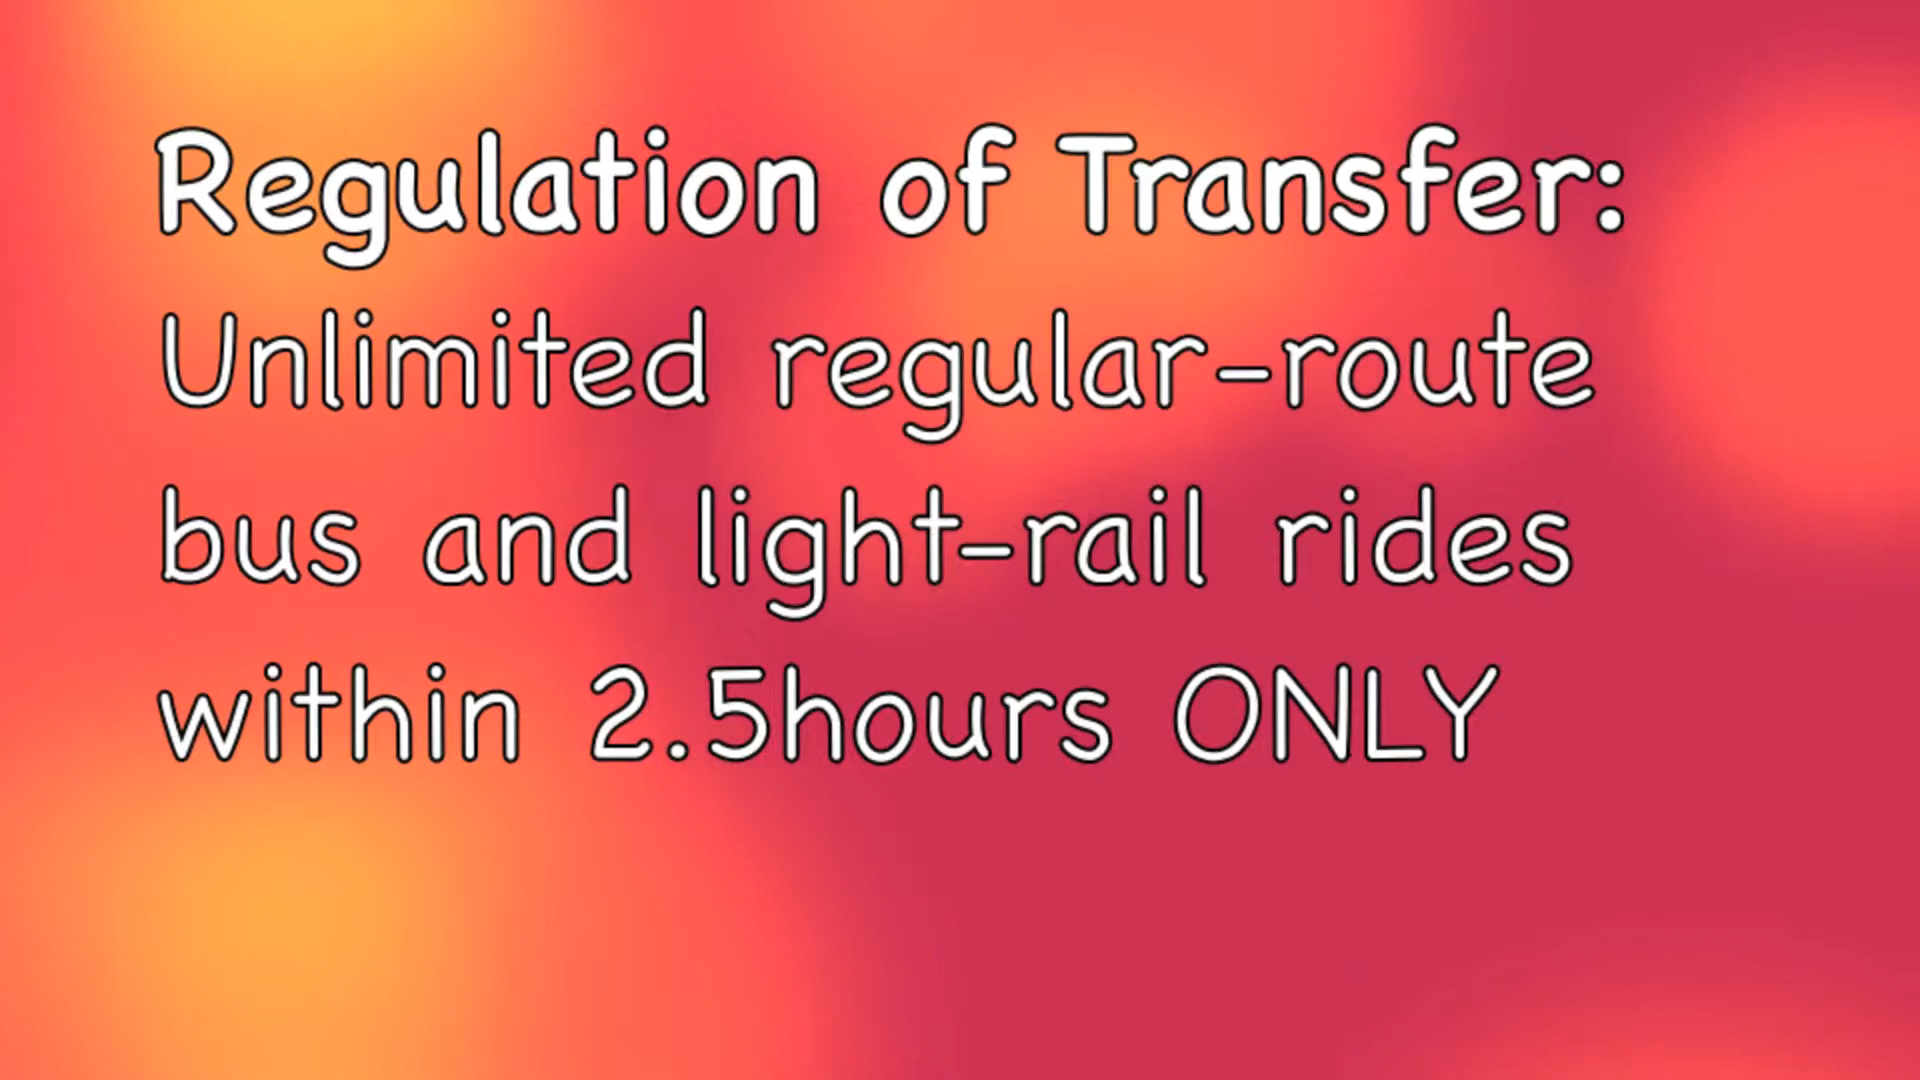 Regulation of Transfer:
Unlimited regular-route
bus and light-rail rides
within 2.5hours ONLY